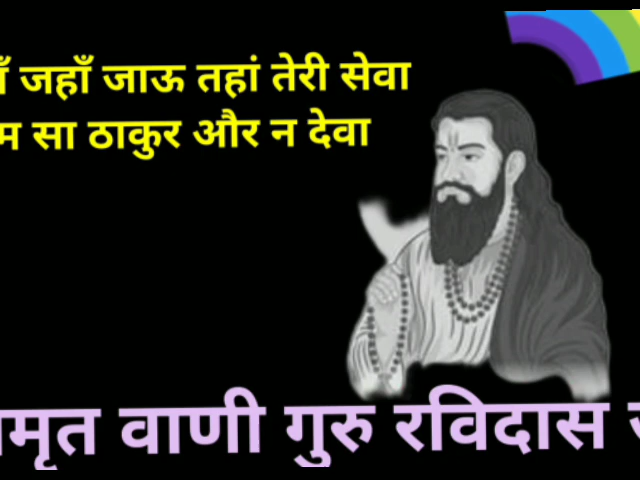 जहाँ जाऊ तहां तेरी सेवा
सा ठाकुर और न देवा
वाणी गुरु रविदास